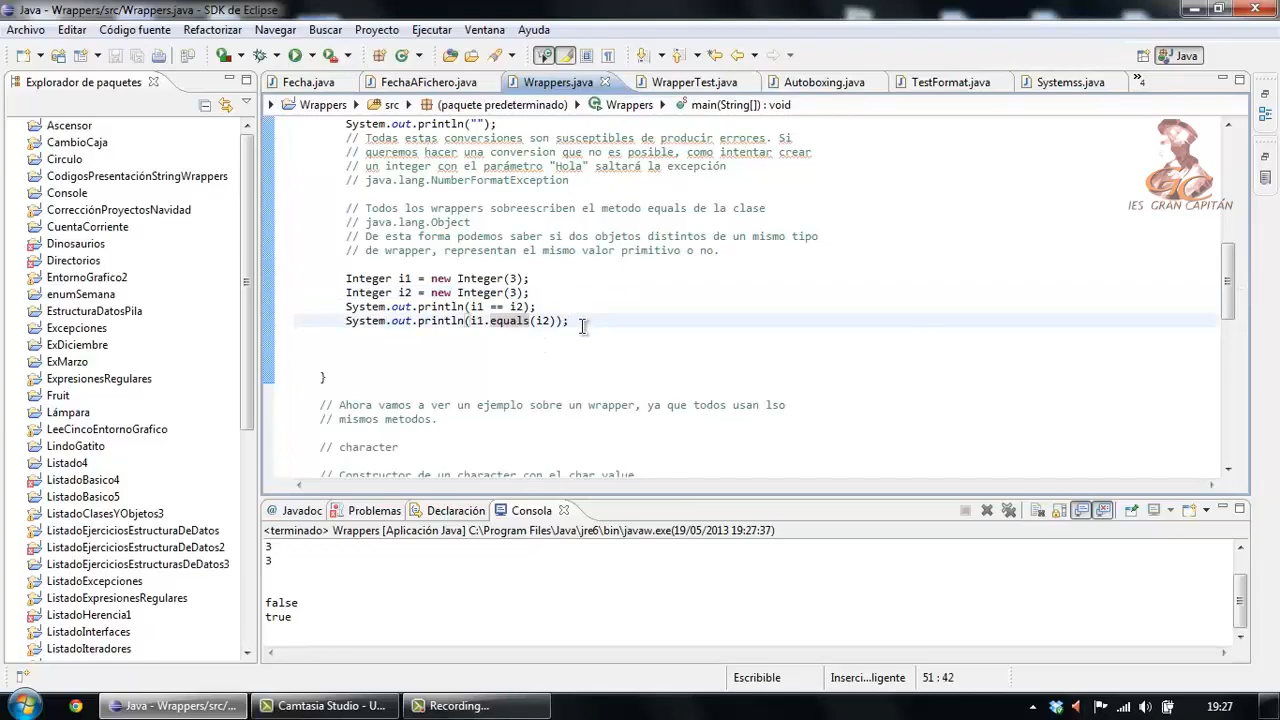 Java - Wrappers/src/Wrappers.java - SDK de Eclipse
Archivo Editar Código fuente Refactorizar Navegar Buscar Proyecto Ejecutar Ventana Ayuda
Java
Explorador de paquetes
Fecha.java FechaAFichero.java Wrappers.java WrapperTest.java Autoboxing.java TestFormat.java Systemss.java »4
Wrappers src (paquete predeterminado) Wrappers main(String[]) : void
Ascensor
CambioCaja
Circulo
CodigosPresentaciónStringWrappers
Console
CorrecciónProyectosNavidad
CuentaCorriente
Dinosaurios
Directorios
EntornoGrafico2
enumSemana
EstructuraDatosPila
Excepciones
ExDiciembre
ExMarzo
ExpresionesRegulares
Fruit
Lámpara
LeeCincoEntornoGrafico
LindoGatito
Listado4
ListadoBasico4
ListadoBasico5
ListadoClasesYObjetos3
ListadoEjerciciosEstructuraDeDatos
ListadoEjerciciosEstructuraDeDatos2
ListadoEjerciciosEstructurasDeDatos3
ListadoExcepciones
ListadoExpresionesRegulares
ListadoHerencia1
ListadoInterfaces
ListadoIteradores
System.out.println("");
// Todas estas conversiones son susceptibles de producir errores. Si
// queremos hacer una conversion que no es posible, como intentar crear
// un integer con el parámetro "Hola" saltará la excepción
// java.lang.NumberFormatException
// Todos los wrappers sobreescriben el metodo equals de la clase
// java.lang.Object
// De esta forma podemos saber si dos objetos distintos de un mismo tipo
// de wrapper, representan el mismo valor primitivo o no.
Integer i1 = new Integer(3);
Integer i2 = new Integer(3);
System.out.println(i1 == i2);
System.out.println(i1.equals(i2));
}
// Ahora vamos a ver un ejemplo sobre un wrapper, ya que todos usan lso
// mismos metodos.
// character
// Constructor de un character con el char value
IES GRAN CAPITÁN
Javadoc Problemas Declaración Consola
<terminado> Wrappers [Aplicación Java] C:\Program Files\Java\jre6\bin\javaw.exe(19/05/2013 19:27:37)
3
3
false
true
Escribible Inserci...ligente 51 : 42
Java - Wrappers/src/... Camtasia Studio - U... Recording... 19:27